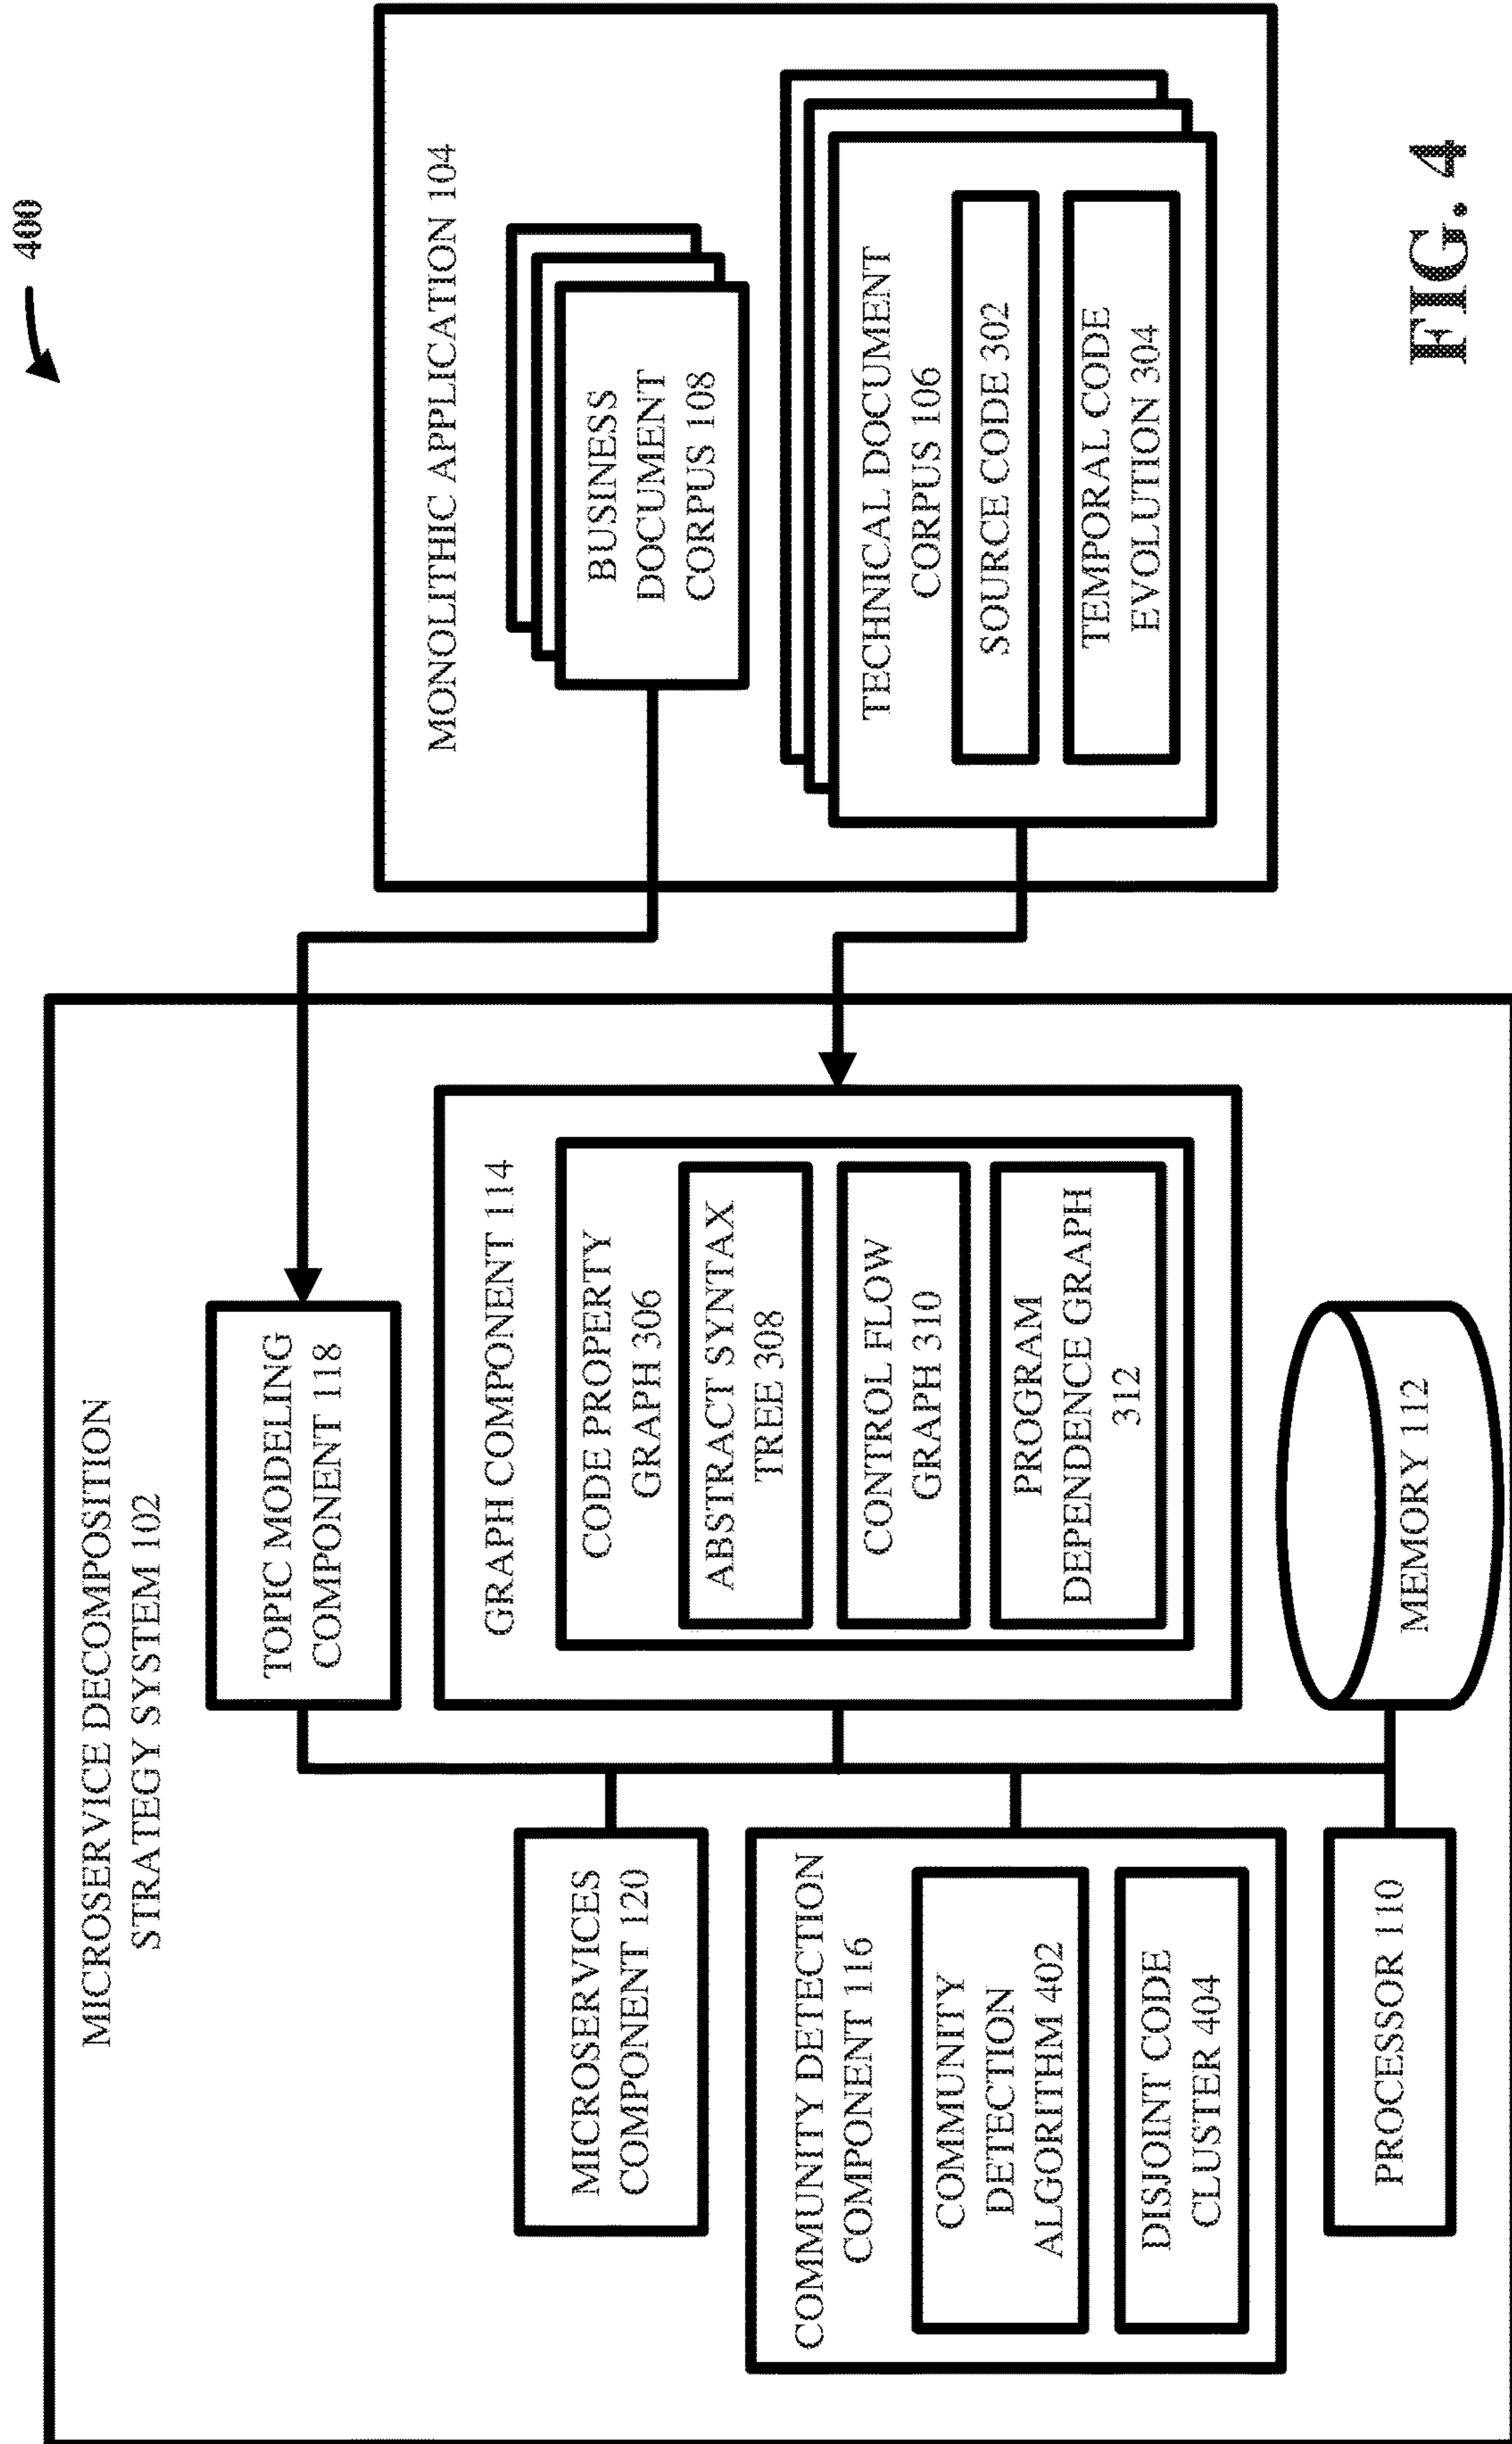 400
MICROSERVICE DECOMPOSITION
STRATEGY SYSTEM 102
TOPIC MODELING
COMPONENT 118
MICROSERVICES
COMPONENT 120
GRAPH COMPONENT 114
CODE PROPERTY
GRAPH 306
ABSTRACT SYNTAX
TREE 308
CONTROL FLOW
GRAPH 310
PROGRAM
DEPENDENCE GRAPH
312
COMMUNITY DETECTION
COMPONENT 116
COMMUNITY
DETECTION
ALGORITHM 402
DISJOINT CODE
CLUSTER 404
PROCESSOR 110
MEMORY 112
MONOLITHIC APPLICATION 104
BUSINESS
DOCUMENT
CORPUS 108
TECHNICAL DOCUMENT
CORPUS 106
SOURCE CODE 302
TEMPORAL CODE
EVOLUTION 304
FIG. 4